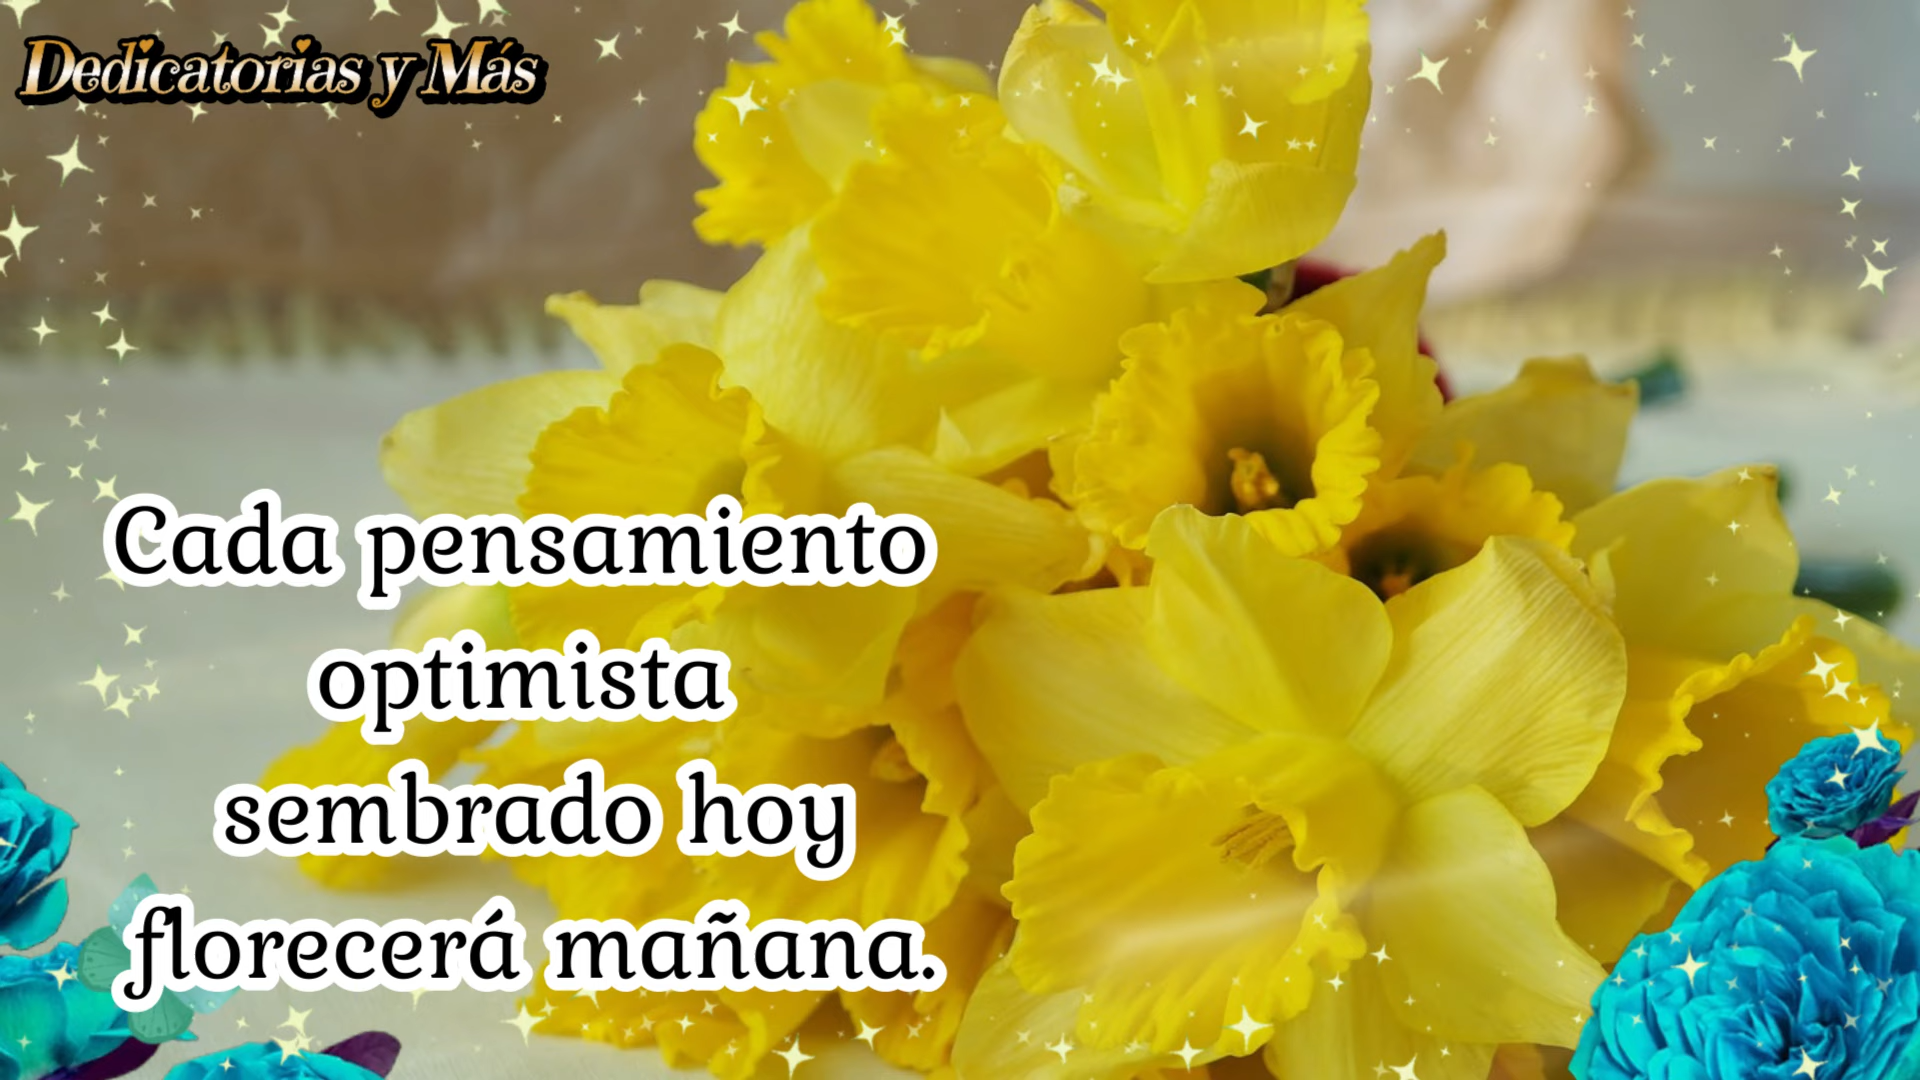 Dedicatorias y Más
Cada pensamiento
optimista
sembrado hoy
florecerá mañana.